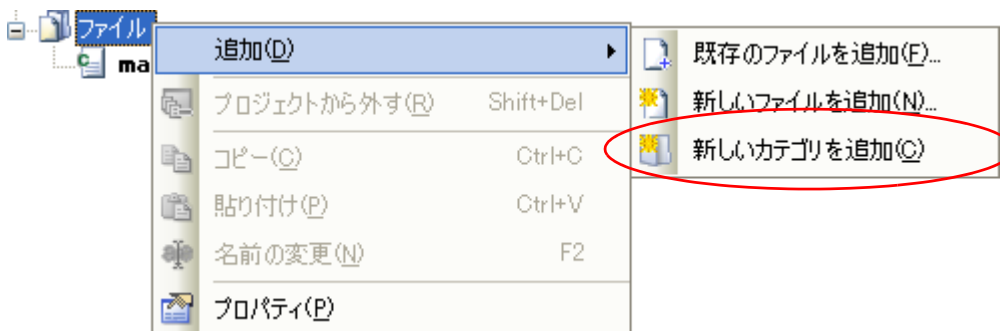 ファイル
ma
追加(D)
プロジェクトから外す(R) Shift+Del
コピー(C) Ctrl+C
貼り付け(P) Ctrl+V
名前の変更(N) F2
プロパティ(P)
既存のファイルを追加(F)...
新しいファイルを追加(N)...
新しいカテゴリを追加(C)